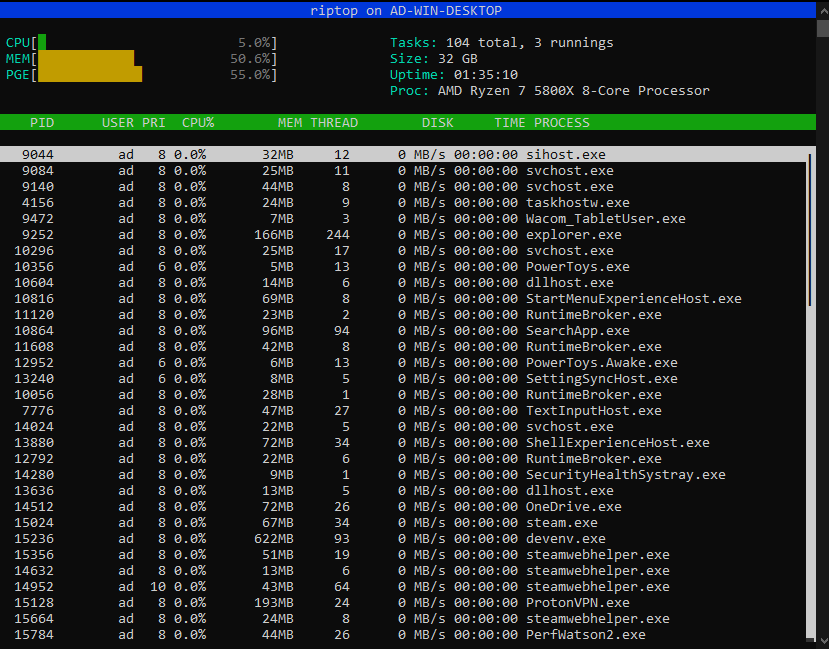 riptop on AD-WIN-DESKTOP
CPU[ 5.0%] Tasks: 104 total, 3 runnings
MEM[ 50.6%] Size: 32 GB
PGE[ 55.0%] Uptime: 01:35:10
Proc: AMD Ryzen 7 5800X 8-Core Processor
PID USER PRI CPU% MEM THREAD DISK TIME PROCESS
9044 ad 8 0.0% 32MB 12 0 MB/s 00:00:00 sihost.exe
9084 ad 8 0.0% 25MB 11 0 MB/s 00:00:00 svchost.exe
9140 ad 8 0.0% 44MB 8 0 MB/s 00:00:00 svchost.exe
4156 ad 8 0.0% 24MB 9 0 MB/s 00:00:00 taskhostw.exe
9472 ad 8 0.0% 7MB 3 0 MB/s 00:00:00 Wacom_TabletUser.exe
9252 ad 8 0.0% 166MB 244 0 MB/s 00:00:00 explorer.exe
10296 ad 8 0.0% 25MB 17 0 MB/s 00:00:00 svchost.exe
10356 ad 6 0.0% 5MB 13 0 MB/s 00:00:00 PowerToys.exe
10604 ad 8 0.0% 14MB 6 0 MB/s 00:00:00 dllhost.exe
10816 ad 8 0.0% 69MB 8 0 MB/s 00:00:00 StartMenuExperienceHost.exe
11120 ad 8 0.0% 23MB 2 0 MB/s 00:00:00 RuntimeBroker.exe
10864 ad 8 0.0% 96MB 94 0 MB/s 00:00:00 SearchApp.exe
11608 ad 8 0.0% 42MB 8 0 MB/s 00:00:00 RuntimeBroker.exe
12952 ad 6 0.0% 6MB 13 0 MB/s 00:00:00 PowerToys.Awake.exe
13240 ad 6 0.0% 8MB 5 0 MB/s 00:00:00 SettingSyncHost.exe
10056 ad 8 0.0% 28MB 1 0 MB/s 00:00:00 RuntimeBroker.exe
7776 ad 8 0.0% 47MB 27 0 MB/s 00:00:00 TextInputHost.exe
14024 ad 8 0.0% 22MB 5 0 MB/s 00:00:00 svchost.exe
13880 ad 8 0.0% 72MB 34 0 MB/s 00:00:00 ShellExperienceHost.exe
12792 ad 8 0.0% 22MB 6 0 MB/s 00:00:00 RuntimeBroker.exe
14280 ad 8 0.0% 9MB 1 0 MB/s 00:00:00 SecurityHealthSystray.exe
13636 ad 8 0.0% 13MB 5 0 MB/s 00:00:00 dllhost.exe
14512 ad 8 0.0% 72MB 26 0 MB/s 00:00:00 OneDrive.exe
15024 ad 8 0.0% 67MB 34 0 MB/s 00:00:00 steam.exe
15236 ad 8 0.0% 622MB 93 0 MB/s 00:00:00 devenv.exe
15356 ad 8 0.0% 51MB 19 0 MB/s 00:00:00 steamwebhelper.exe
14632 ad 8 0.0% 13MB 6 0 MB/s 00:00:00 steamwebhelper.exe
14952 ad 10 0.0% 43MB 64 0 MB/s 00:00:00 steamwebhelper.exe
15128 ad 8 0.0% 193MB 24 0 MB/s 00:00:00 ProtonVPN.exe
15664 ad 8 0.0% 24MB 8 0 MB/s 00:00:00 steamwebhelper.exe
15784 ad 8 0.0% 44MB 26 0 MB/s 00:00:00 PerfWatson2.exe